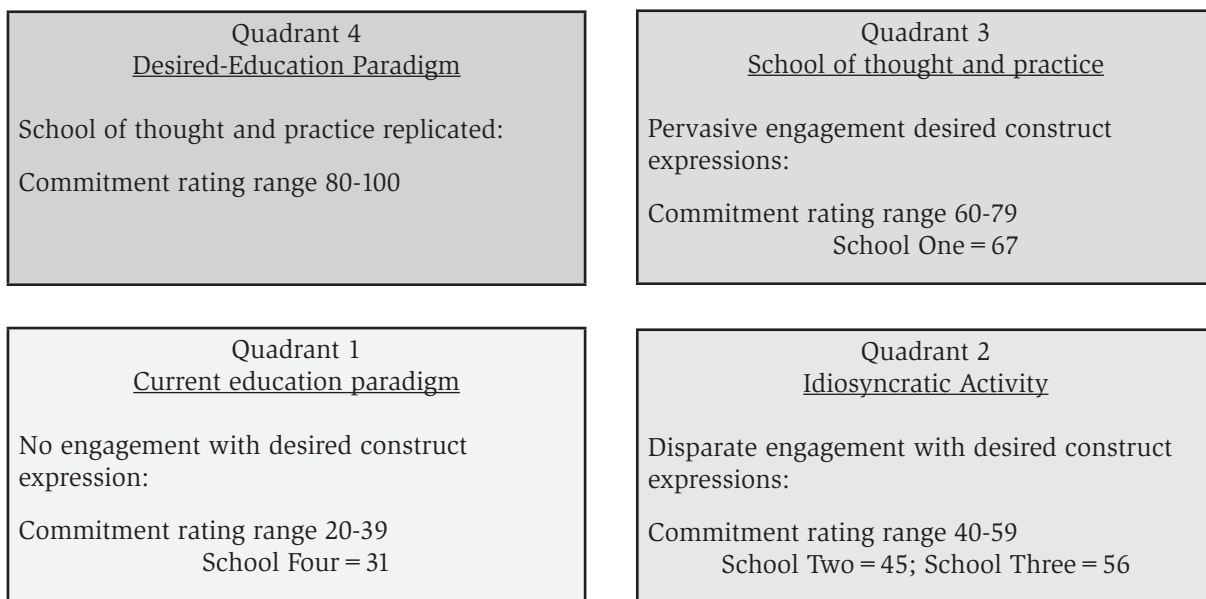 Quadrant 4
Desired-Education Paradigm
School of thought and practice replicated:
Commitment rating range 80-100
Quadrant 3
School of thought and practice
Pervasive engagement desired construct
expressions:
Commitment rating range 60-79
School One = 67
Quadrant 1
Current education paradigm
No engagement with desired construct
expression:
Commitment rating range 20-39
School Four = 31
Quadrant 2
Idiosyncratic Activity
Disparate engagement with desired construct
expressions:
Commitment rating range 40-59
School Two = 45; School Three = 56